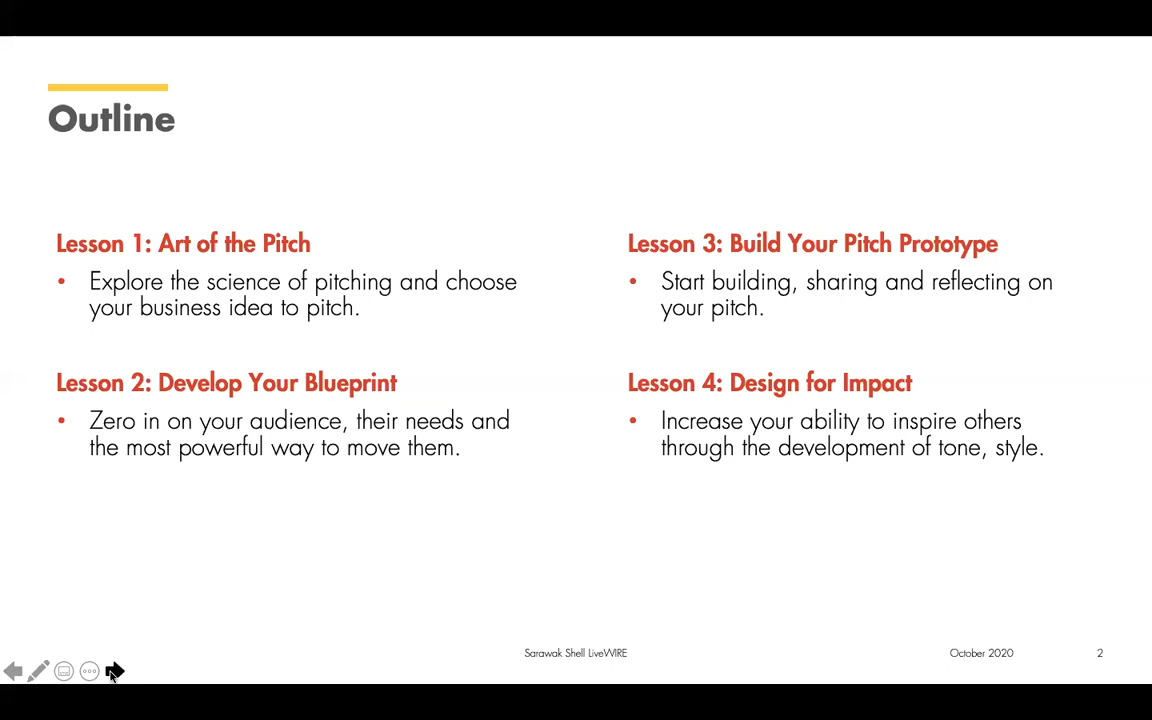 Outline
Lesson 1: Art of the Pitch
• Explore the science of pitching and choose
your business idea to pitch.
Lesson 2: Develop Your Blueprint
• Zero in on your audience, their needs and
the most powerful way to move them.
Lesson 3: Build Your Pitch Prototype
• Start building, sharing and reflecting on
your pitch.
Lesson 4: Design for Impact
• Increase your ability to inspire others
through the development of tone, style.
Sarawak Shell LiveWIRE
October 2020
2